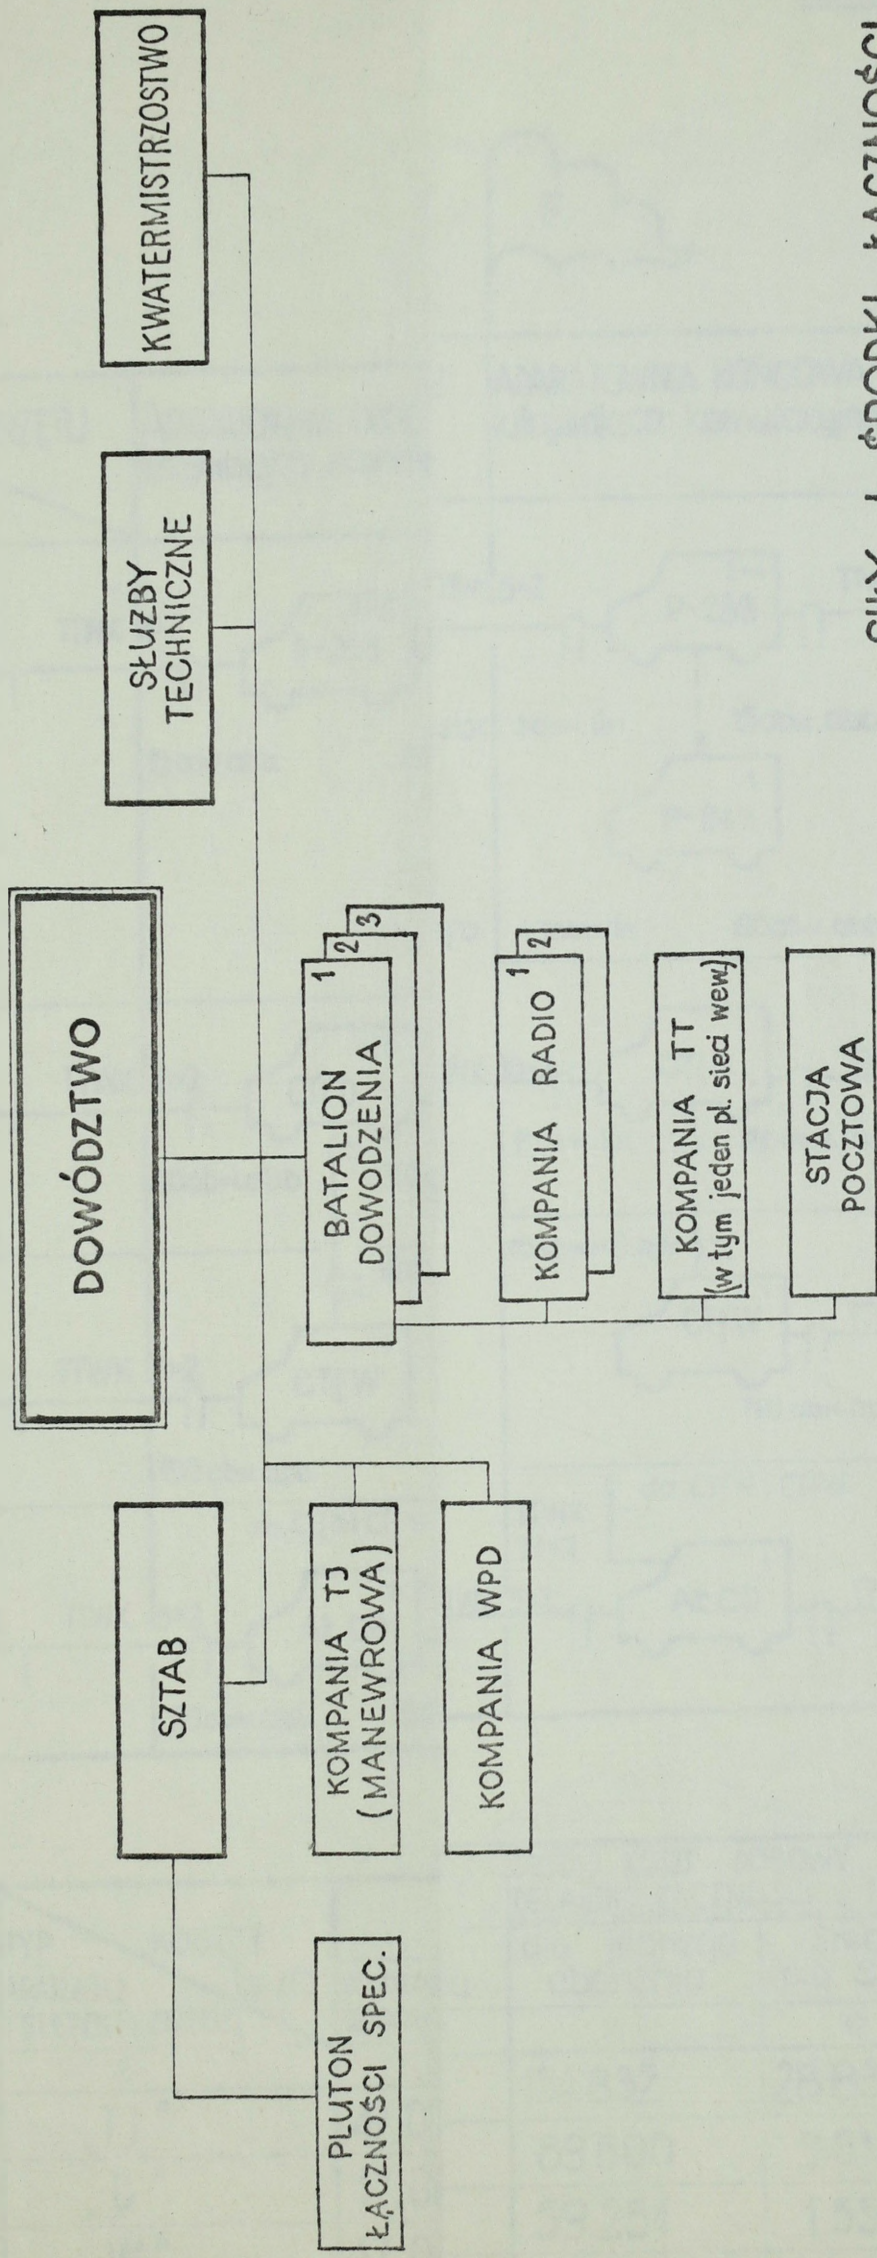 DOWÓDZTWO
SZTAB
SŁUŻBY
TECHNICZNE
KWATERMISTRZOSTWO
PLUTON
ŁĄCZNOŚCI SPEC.
KOMPANIA TJ
(MANEWROWA)
KOMPANIA WPD
BATALION
DOWODZENIA
1
2
3
KOMPANIA RADIO
1
2
KOMPANIA TT
(w tym jeden pl. sieci wew)
STACJA
POCZTOWA
SIŁY I ŚRODKI ŁĄCZNOŚCI